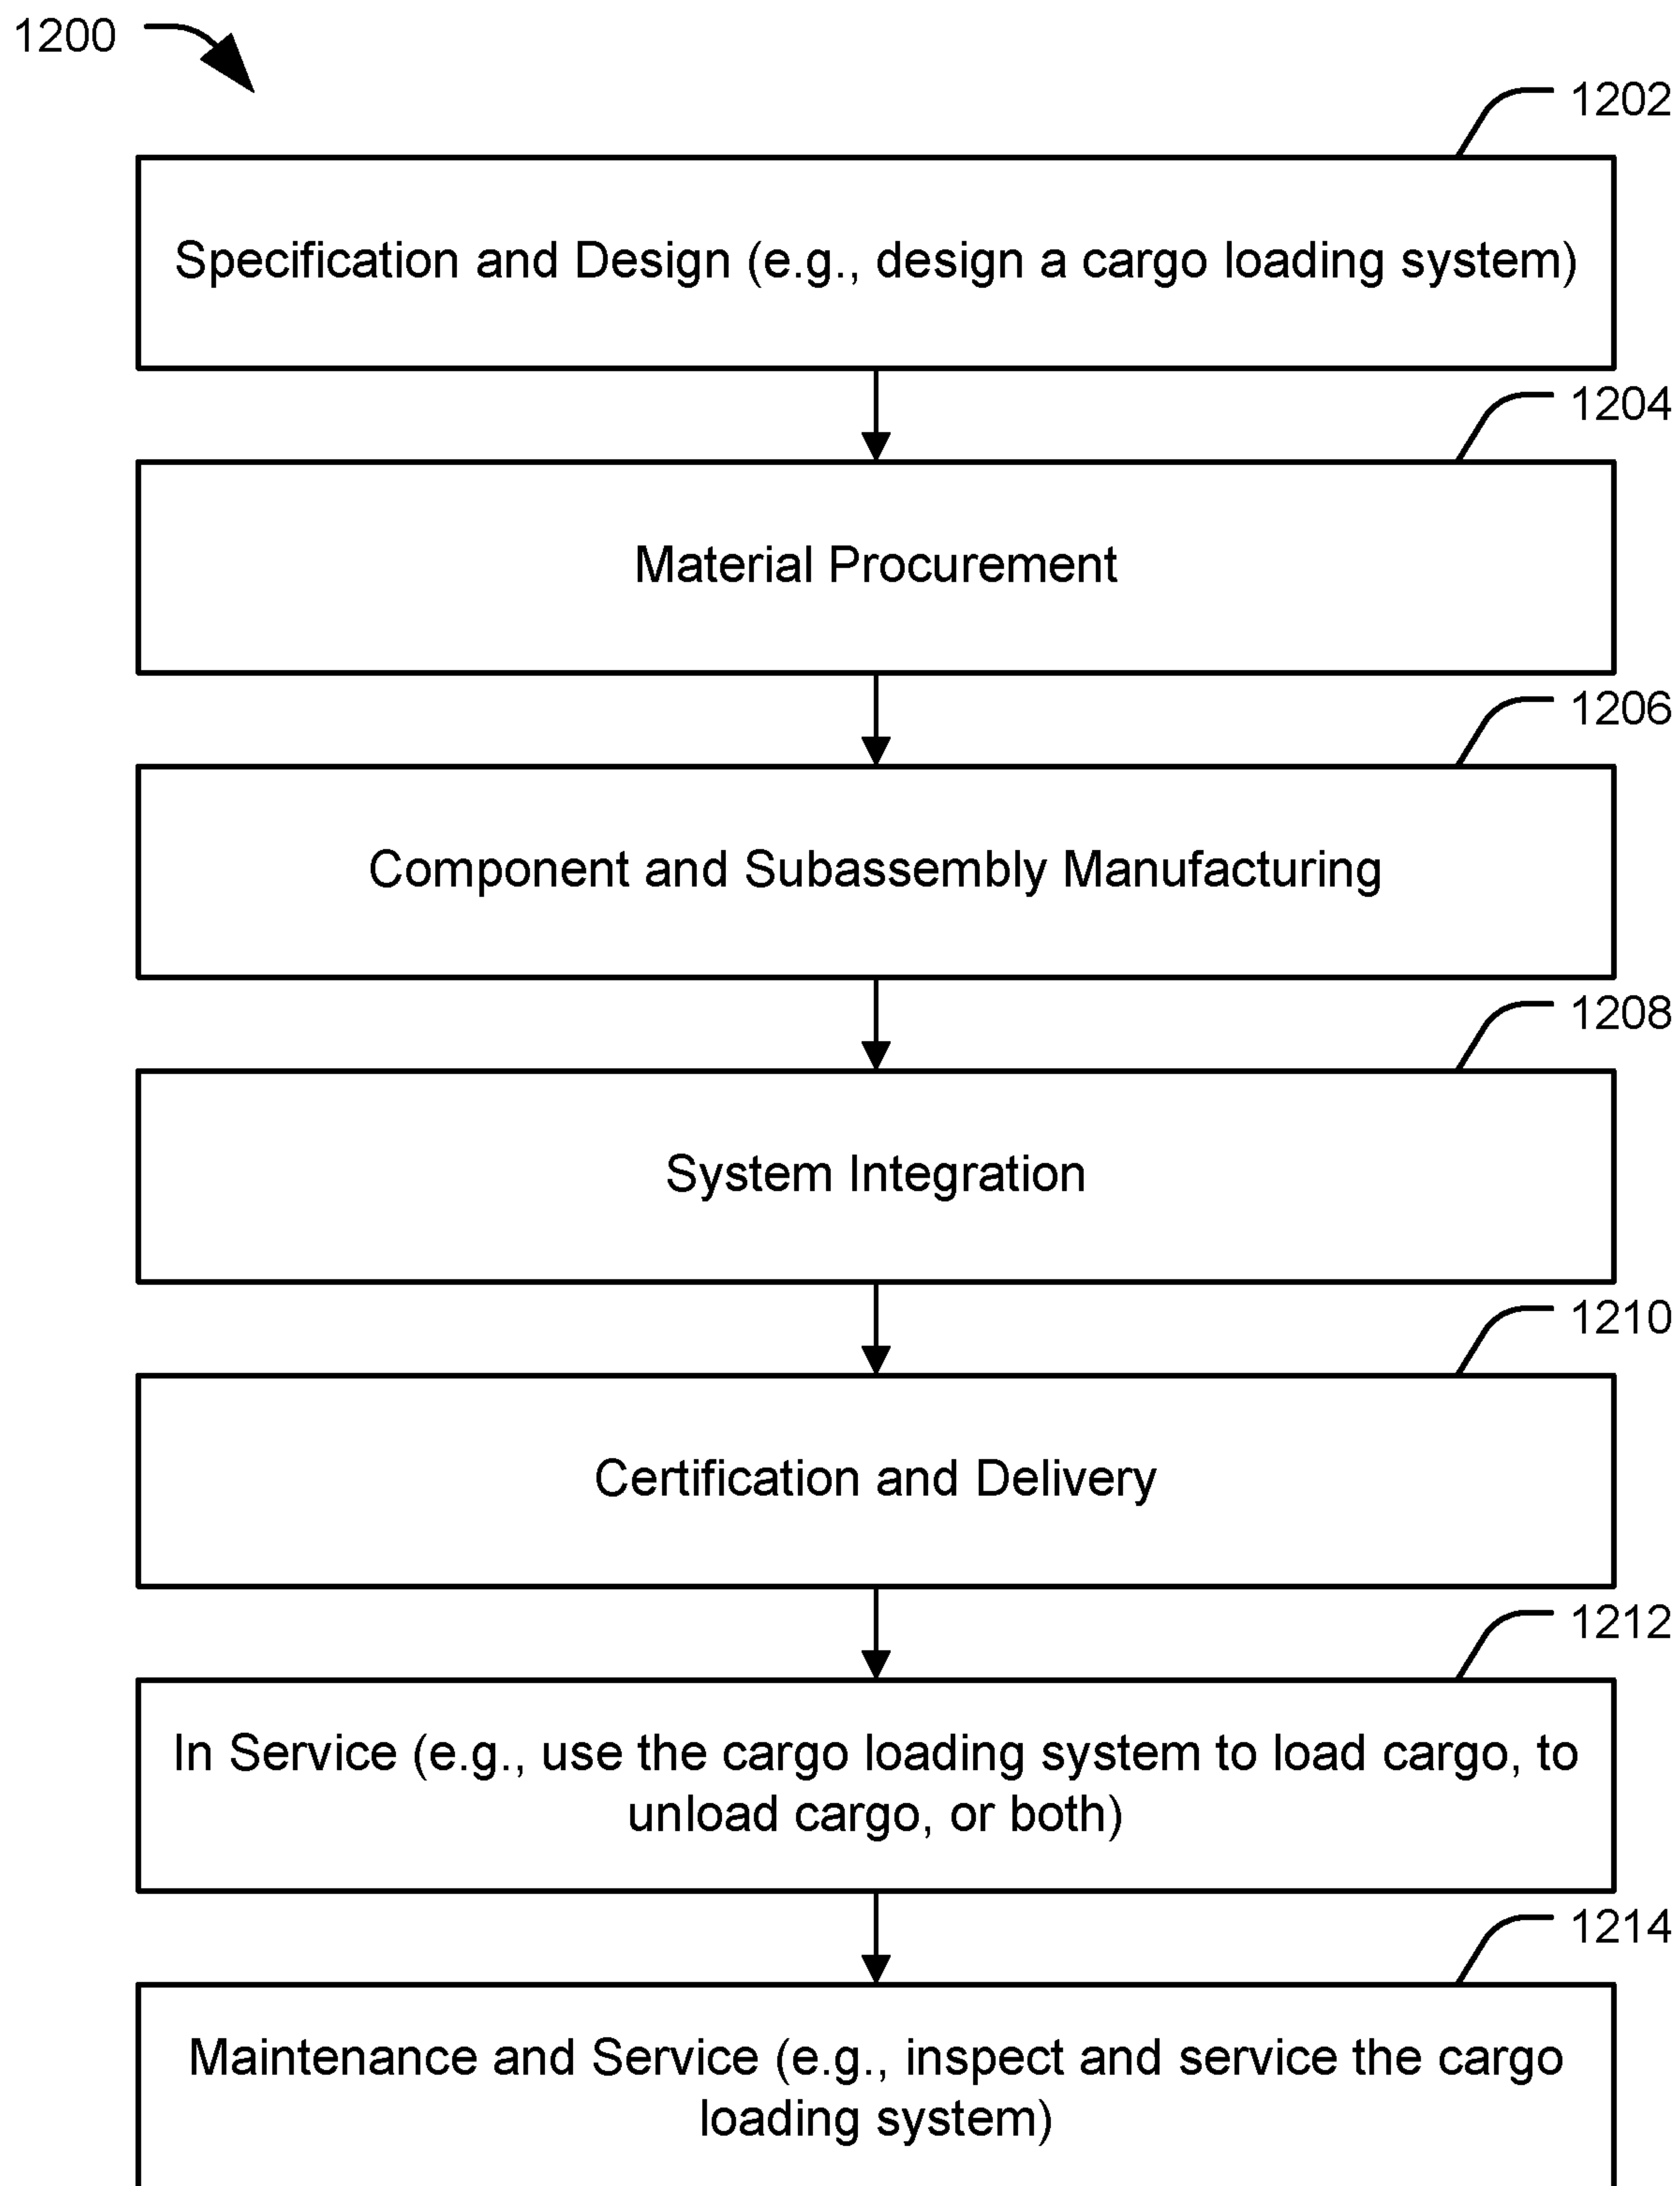 1200
1202
Specification and Design (e.g., design a cargo loading system)
1204
Material Procurement
1206
Component and Subassembly Manufacturing
1208
System Integration
1210
Certification and Delivery
1212
In Service (e.g., use the cargo loading system to load cargo, to
unload cargo, or both)
1214
Maintenance and Service (e.g., inspect and service the cargo
loading system)